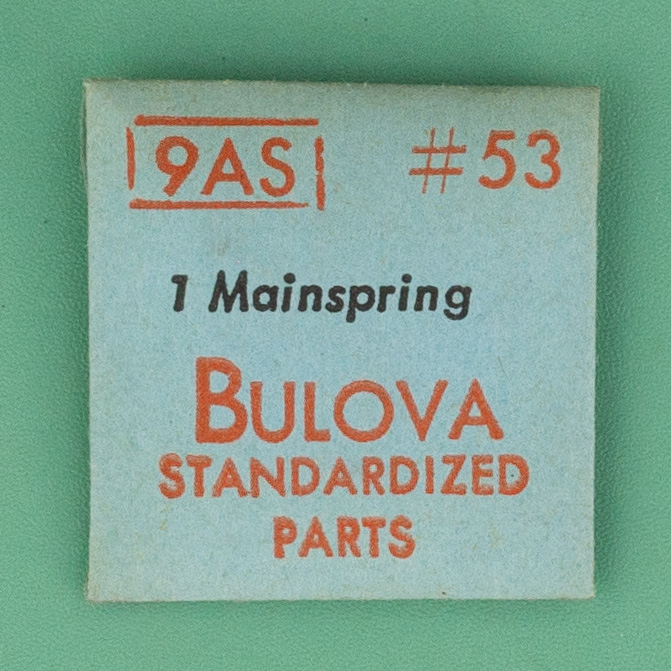 9AS #53
1 Mainspring
BULOVA
STANDARDIZED
PARTS